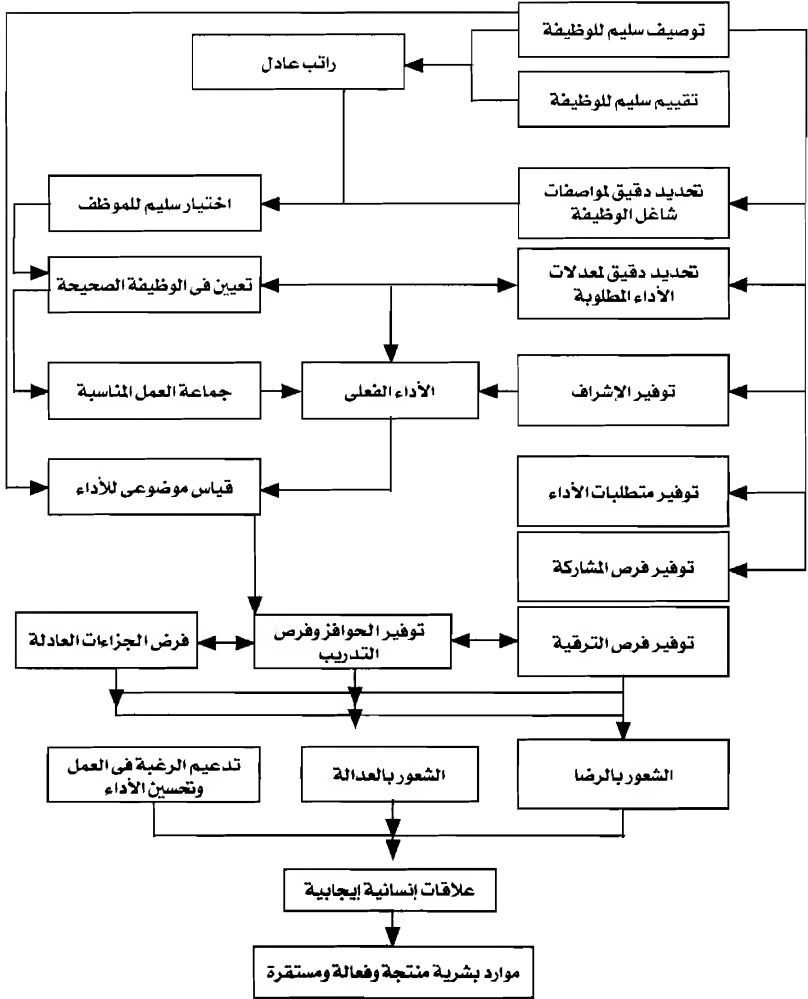 توصيف سليم للوظيفة
راتب عادل
تقييم سليم للوظيفة
تحديد دقيق لمواصفات
شاغل الوظيفة
اختيار سليم للموظف
تحديد دقيق لمعدلات
الأداء المطلوبة
تعيين فى الوظيفة الصحيحة
توفير الإشراف
الأداء الفعلى
جماعة العمل المناسبة
توفير متطلبات الأداء
قياس موضوعى للأداء
توفير فرص المشاركة
توفير فرص الترقية
توفير الحوافز وفرص
التدريب
فرض الجزاءات العادلة
الشعور بالرضا
الشعور بالعدالة
تدعيم الرغبة فى العمل
وتحسين الأداء
علاقات إنسانية إيجابية
موارد بشرية منتجة وفعالة ومستقرة